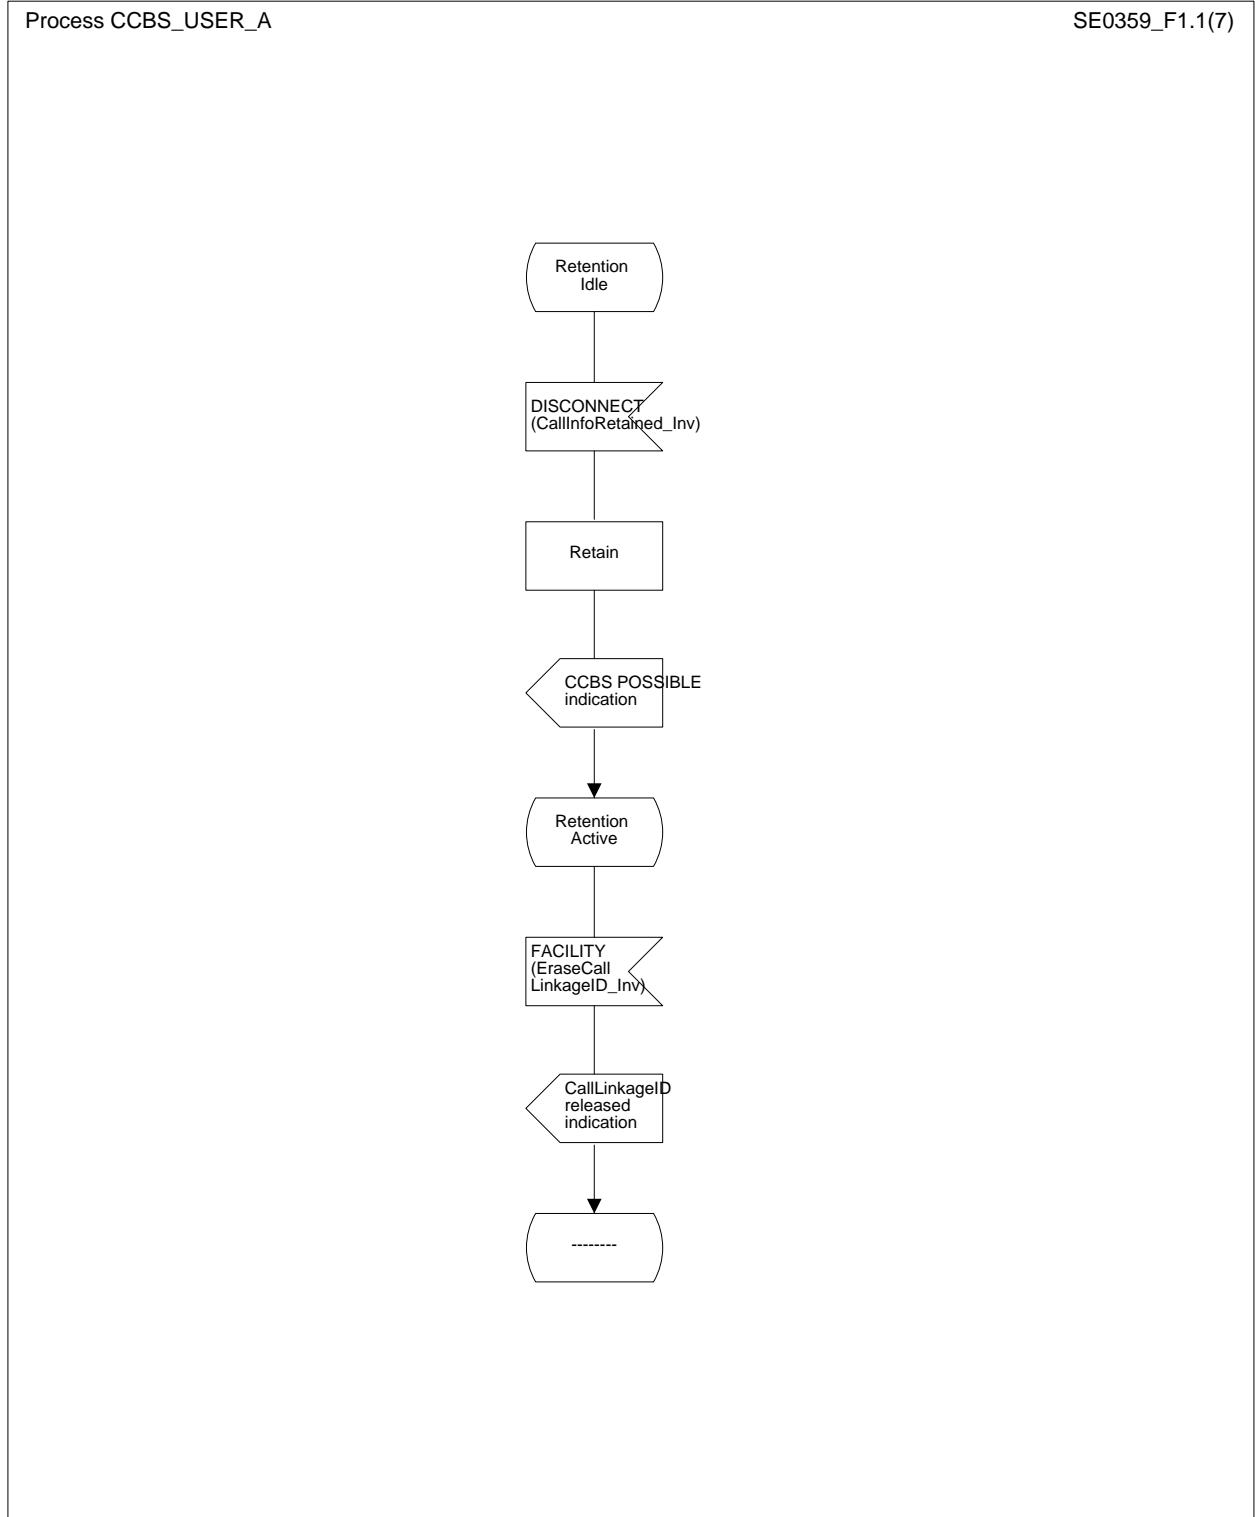 Process CCBS_USER_A
SE0359_F1.1(7)
Retention
Idle
DISCONNECT
(CallInfoRetained_Inv)
Retain
CCBS POSSIBLE
indication
Retention
Active
FACILITY
(EraseCall
LinkageID_Inv)
CallLinkageID
released
indication
--------